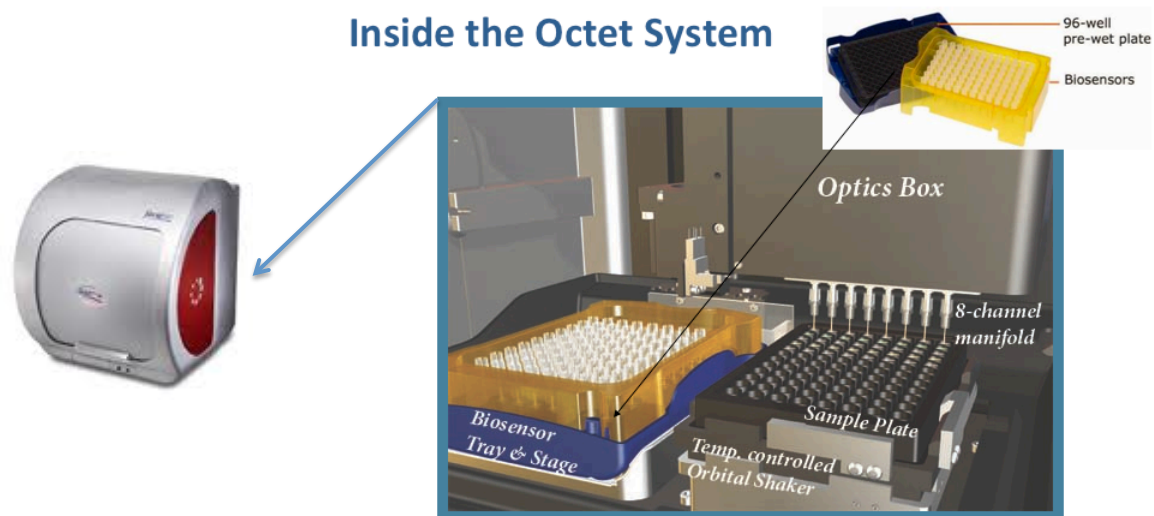 Inside the Octet System
96-well
pre-wet plate
Biosensors
Optics Box
8-channel
manifold
Sample Plate
Biosensor
Tray & Stage
Temp. controlled
Orbital Shaker